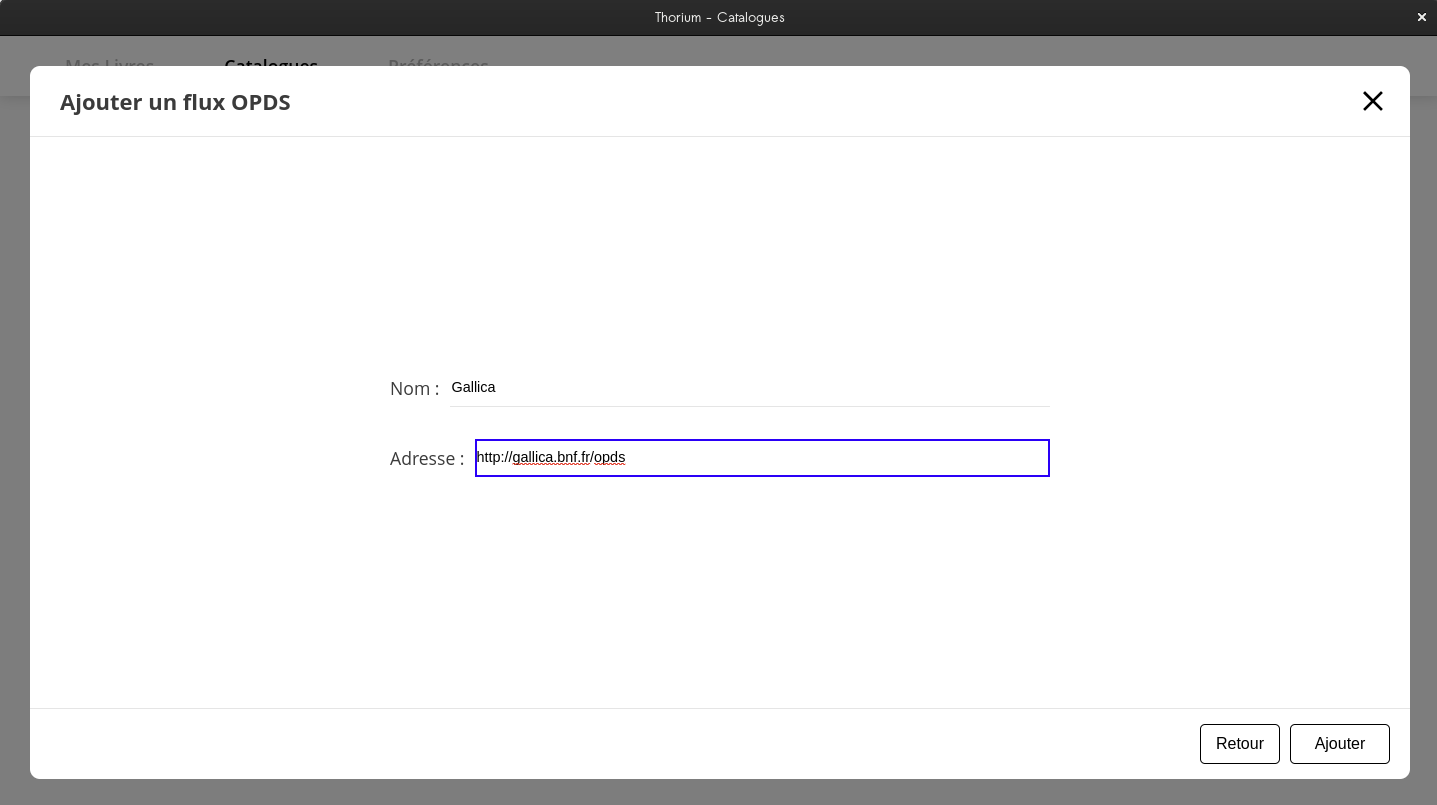 Thorium - Catalogues
Mes Livres Catalogues Préférences
Ajouter un flux OPDS
Nom : Gallica
Adresse : http://gallica.bnf.fr/opds
Retour Ajouter